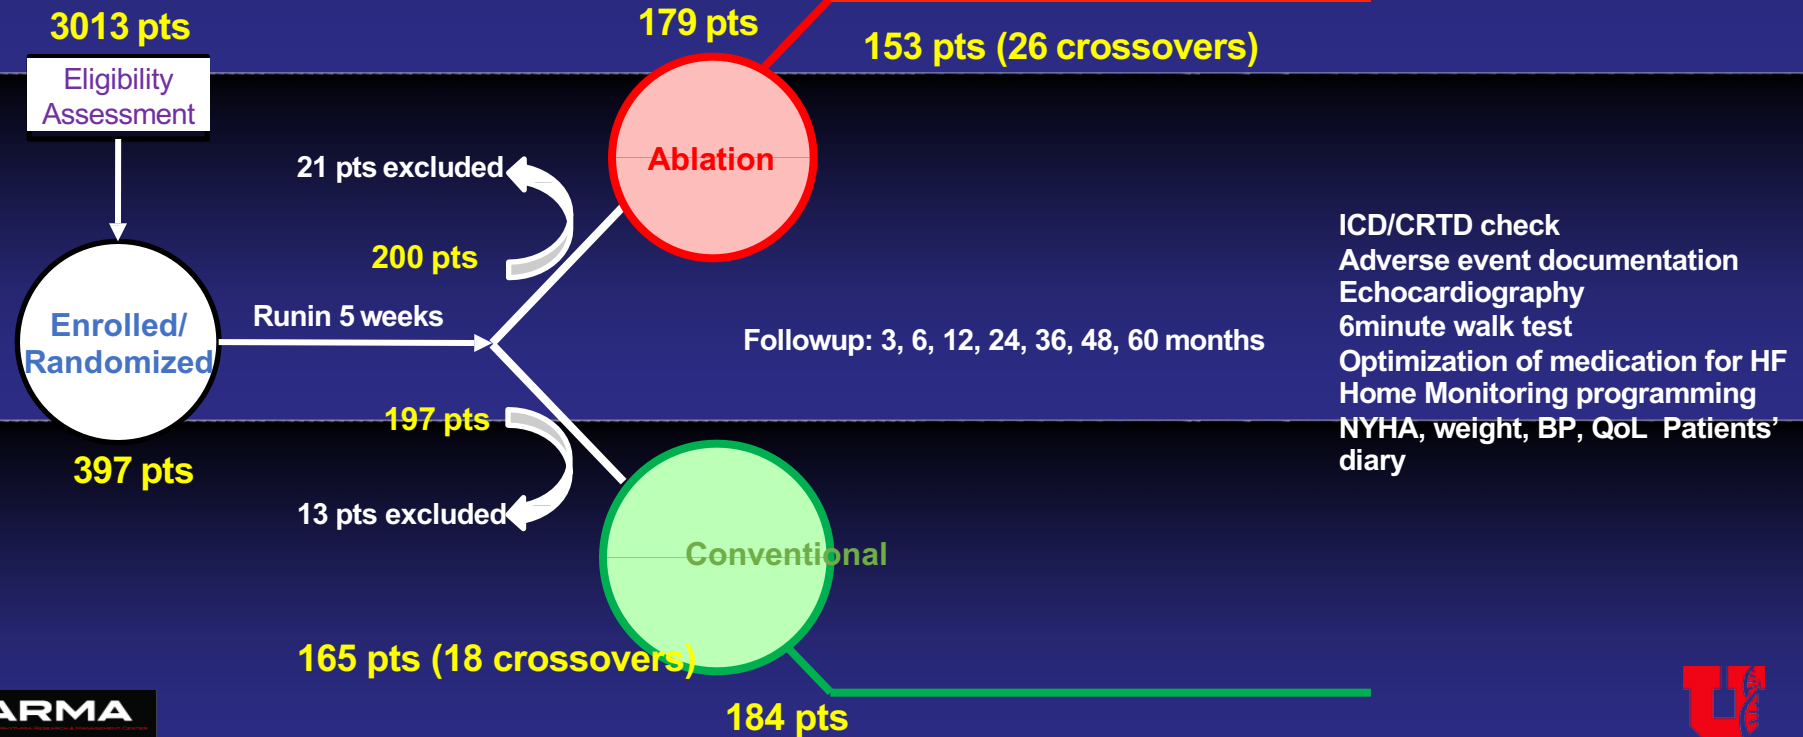 3013 pts
Eligibility
Assessment
179 pts
153 pts (26 crossovers)
Ablation
21 pts excluded
200 pts
Runin 5 weeks
Enrolled/
Randomized
397 pts
Followup: 3, 6, 12, 24, 36, 48, 60 months
ICD/CRTD check
Adverse event documentation
Echocardiography
6minute walk test
Optimization of medication for HF
Home Monitoring programming
NYHA, weight, BP, QoL Patients’
diary
197 pts
13 pts excluded
Conventional
165 pts (18 crossovers)
184 pts
ARMA
U